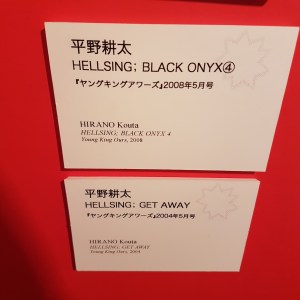 平野耕太
HELLSING; BLACK ONYX④
『ヤングキングアワーズ』2008年5月号
HIRANO Kouta
HELLSING; BLACK ONYX 4
Young King Ours, 2008
平野耕太
HELLSING; GET AWAY
『ヤングキングアワーズ』2004年5月号
HIRANO Kouta
HELLSING; GET AWAY
Young King Ours, 2004